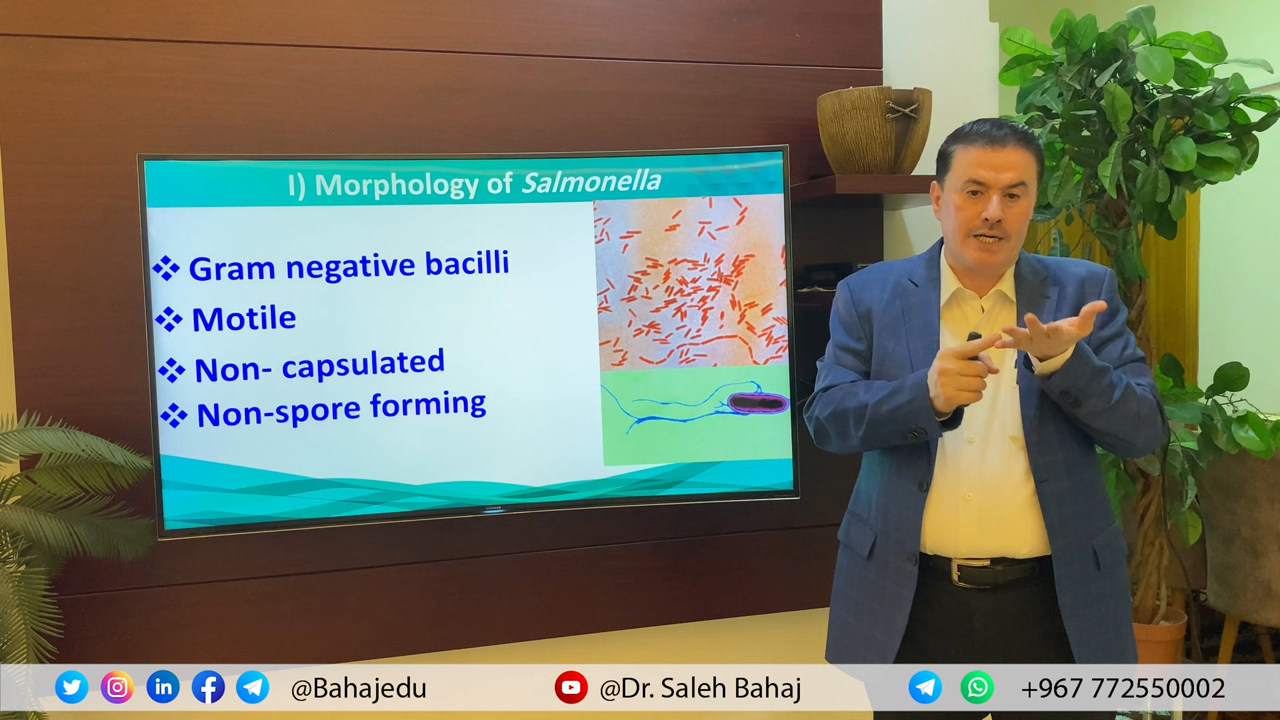 I) Morphology of Salmonella
❖ Gram negative bacilli
❖ Motile
❖ Non- capsulated
❖ Non-spore forming
@Bahajedu @Dr. Saleh Bahaj +967 772550002